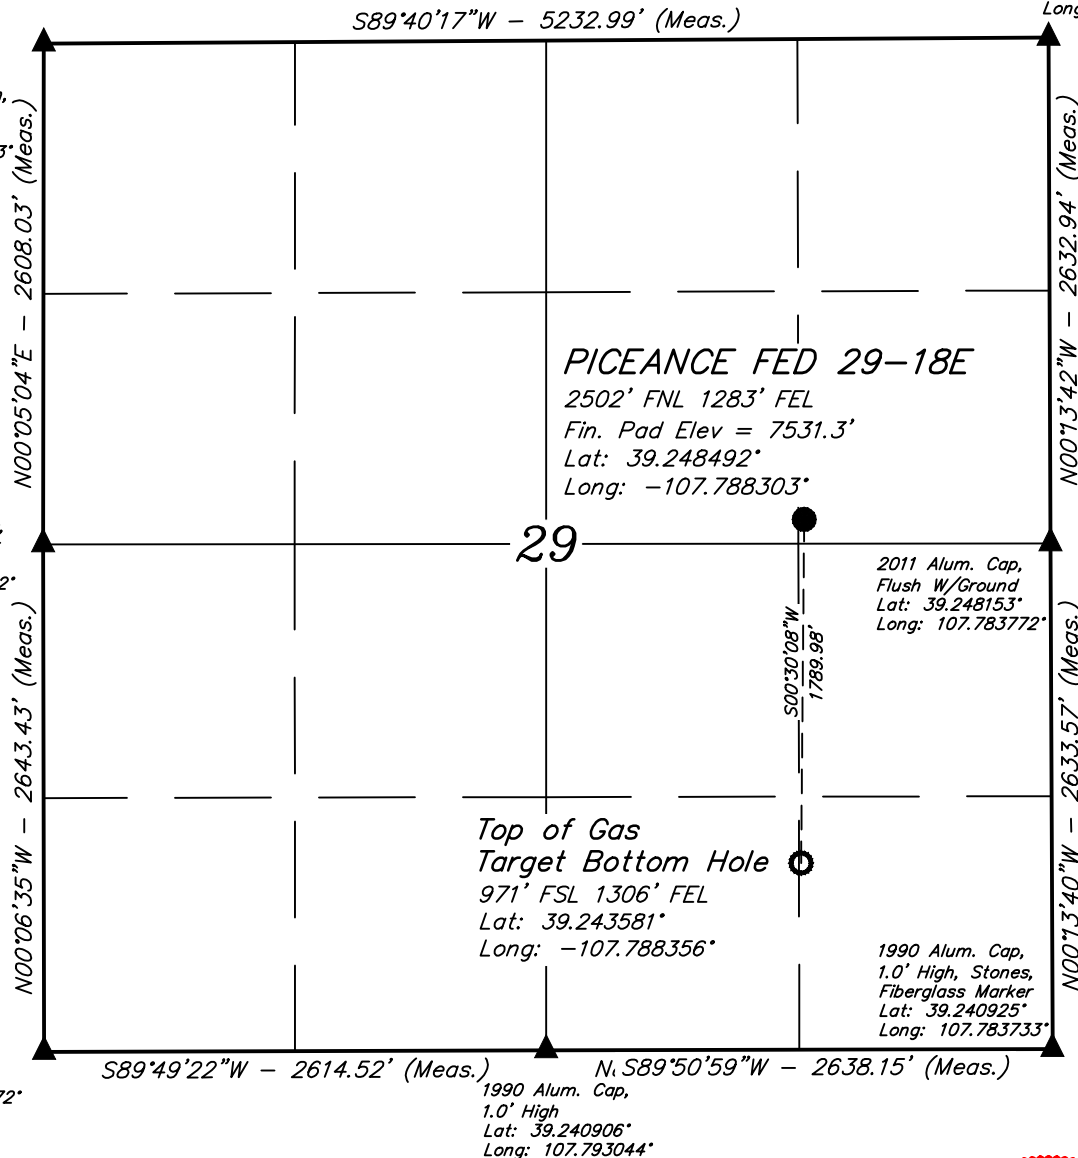 S89°40'17"W – 5232.99' (Meas.)
Long
N00°05'04"E – 2608.03' (Meas.)
N00°13'42"W – 2632.94' (Meas.)
PICEANCE FED 29-18E
2502' FNL 1283' FEL
Fin. Pad Elev = 7531.3'
Lat: 39.248492°
Long: -107.788303°
29
2011 Alum. Cap,
Flush W/Ground
Lat: 39.248153°
Long: 107.783772°
S00°30'08"W
1789.98'
N00°06'35"W – 2643.43' (Meas.)
N00°13'40"W – 2633.57' (Meas.)
Top of Gas
Target Bottom Hole
971' FSL 1306' FEL
Lat: 39.243581°
Long: -107.788356°
1990 Alum. Cap,
1.0' High, Stones,
Fiberglass Marker
Lat: 39.240925°
Long: 107.783733°
S89°49'22"W – 2614.52' (Meas.)
S89°50'59"W – 2638.15' (Meas.)
72°
1990 Alum. Cap,
1.0' High
Lat: 39.240906°
Long: 107.793044°